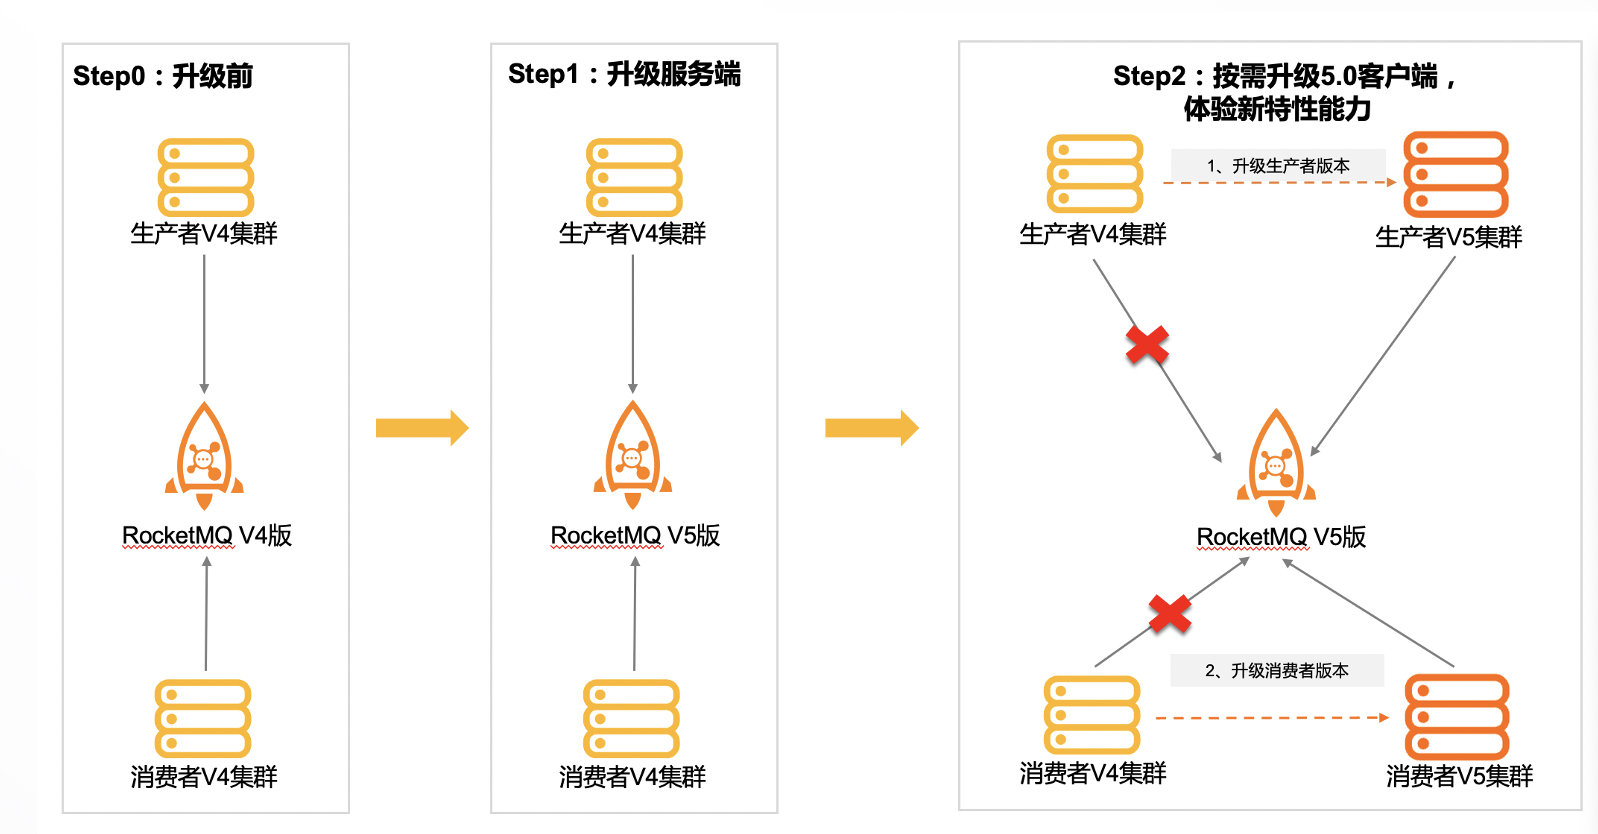 Step0：升级前
生产者V4集群
RocketMQ V4版
消费者V4集群
Step1：升级服务端
生产者V4集群
RocketMQ V5版
消费者V4集群
Step2：按需升级5.0客户端，
体验新特性能力
1、升级生产者版本
生产者V4集群
生产者V5集群
RocketMQ V5版
2、升级消费者版本
消费者V4集群
消费者V5集群